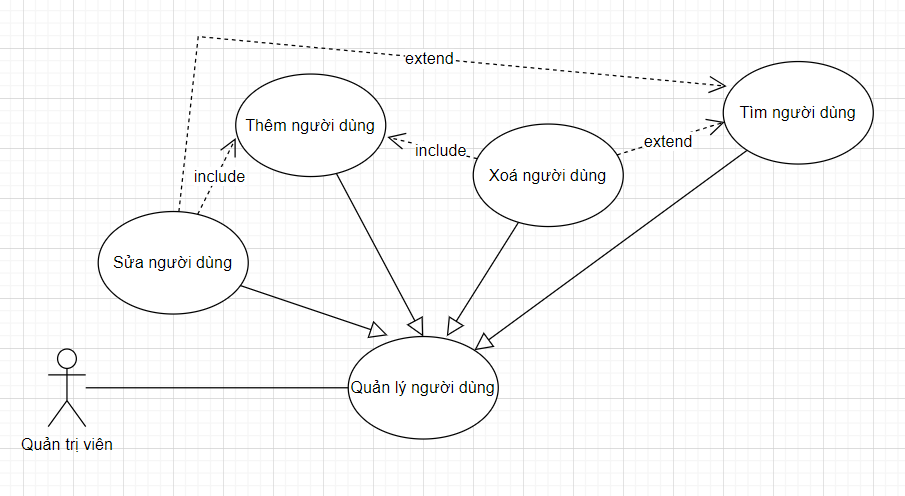 extend
Tìm người dùng
Thêm người dùng
extend
include
Xoá người dùng
include
Sửa người dùng
Quản lý người dùng
Quản trị viên